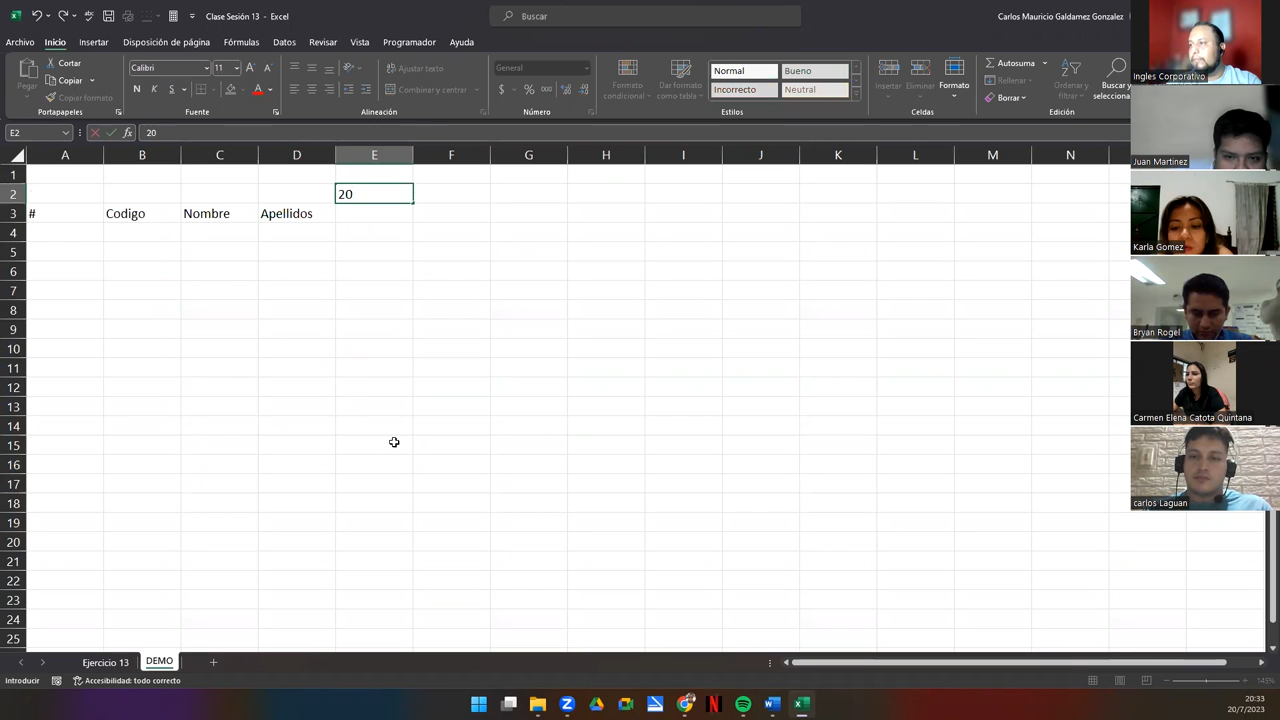 Clase Sesión 13 - Excel
Buscar
Carlos Mauricio Galdamez Gonzalez
Archivo Inicio Insertar Disposición de página Fórmulas Datos Revisar Vista Programador Ayuda
Pegar
Cortar
Copiar
Copiar formato
Portapapeles
Calibri 11
N K S
Fuente
Ajustar texto
Combinar y centrar
Alineación
General
% 000
Número
Formato condicional
Dar formato como tabla
Normal Bueno
Incorrecto Neutral
Estilos
Insertar Eliminar Formato
Celdas
Autosuma
Rellenar
Borrar
Ordenar y filtrar
Buscar y selecciona
E2 fx 20
A B C D E F G H I J K L M N
1
2 20
3 # Codigo Nombre Apellidos
4
5
6
7
8
9
10
11
12
13
14
15
16
17
18
19
20
21
22
23
24
25
Ingles Corporativo
Juan Martinez
Karla Gomez
Bryan Rogel
Carmen Elena Catota Quintana
carlos Laguan
Ejercicio 13 DEMO
Introducir Accesibilidad: todo correcto 145%
20:33
20/7/2023